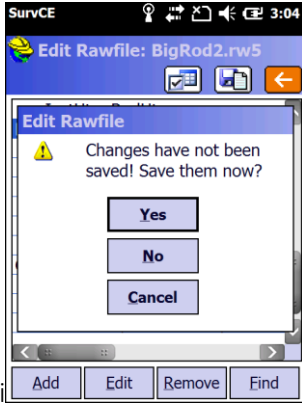 SurvCE 3:04
Edit Rawfile: BigRod2.rw5
Edit Rawfile
Changes have not been
saved! Save them now?
Yes
No
Cancel
Add Edit Remove Find